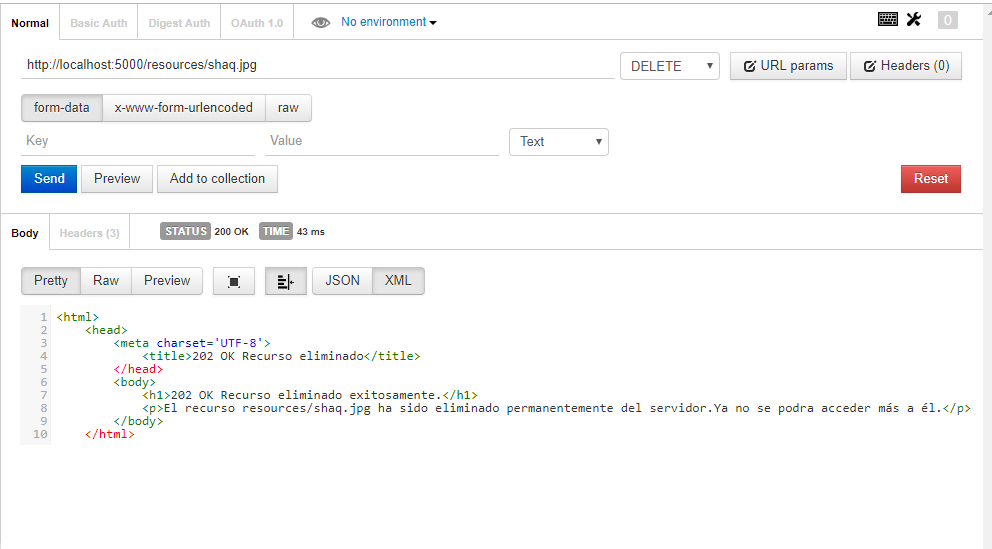 Normal Basic Auth Digest Auth OAuth 1.0 No environment 0
http://localhost:5000/resources/shaq.jpg DELETE URL params Headers (0)
form-data x-www-form-urlencoded raw
Key Value Text
Send Preview Add to collection Reset
Body Headers (3) STATUS 200 OK TIME 43 ms
Pretty Raw Preview JSON XML
1 <html>
2 <head>
3 <meta charset='UTF-8'>
4 <title>202 OK Recurso eliminado</title>
5 </head>
6 <body>
7 <h1>202 OK Recurso eliminado exitosamente.</h1>
8 <p>El recurso resources/shaq.jpg ha sido eliminado permanentemente del servidor.Ya no se podra acceder más a él.</p>
9 </body>
10 </html>